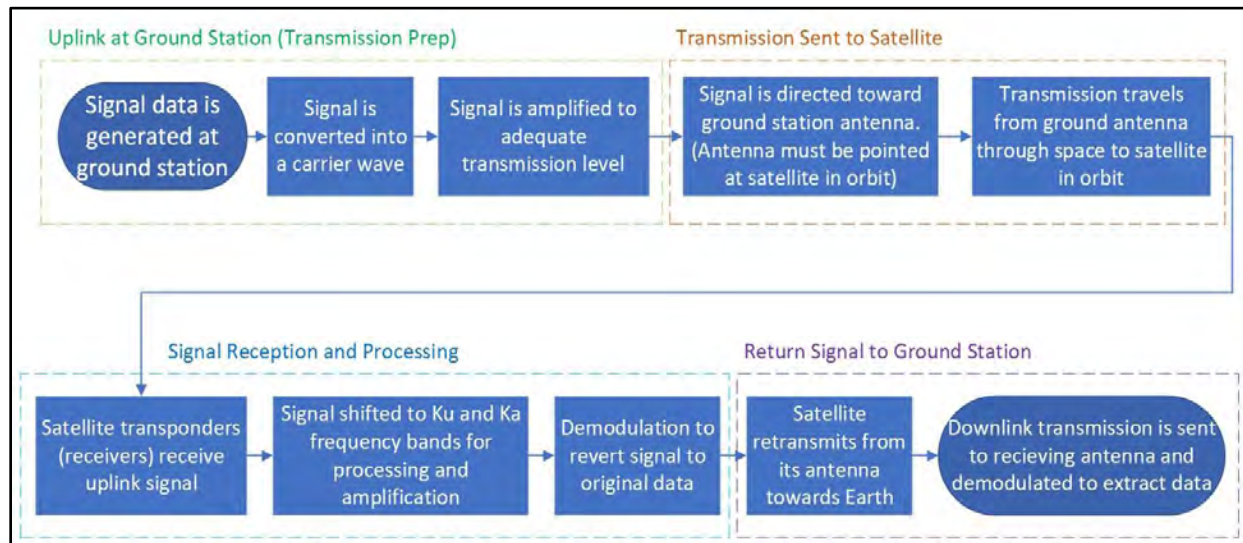 Uplink at Ground Station (Transmission Prep)
Signal data is
generated at
ground station
Signal is
converted into
a carrier wave
Signal is amplified to
adequate
transmission level
Transmission Sent to Satellite
Signal is directed toward
ground station antenna.
(Antenna must be pointed
at satellite in orbit)
Transmission travels
from ground antenna
through space to satellite
in orbit
Signal Reception and Processing
Satellite transponders
(receivers) receive
uplink signal
Signal shifted to Ku and Ka
frequency bands for
processing and
amplification
Demodulation to
revert signal to
original data
Return Signal to Ground Station
Satellite
retransmits from
its antenna
towards Earth
Downlink transmission is sent
to recieving antenna and
demodulated to extract data